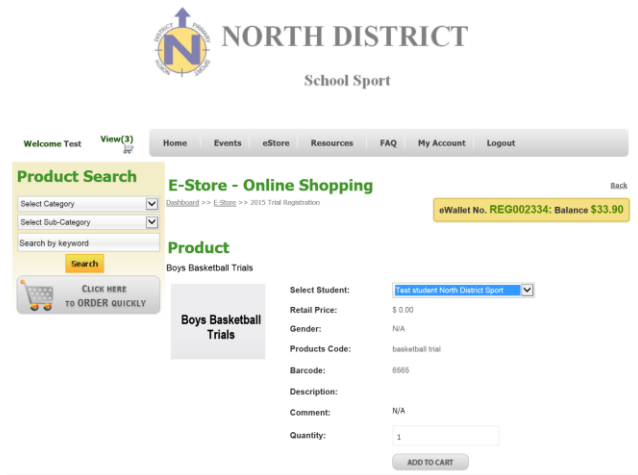 NORTH DISTRICT
School Sport
Welcome Test
View(3)
Home Events eStore Resources FAQ My Account Logout
Product Search
Select Category
Select Sub-Category
Search by keyword
Search
CLICK HERE
TO ORDER QUICKLY
E-Store - Online Shopping
Back
Dashboard >> E-Store >> 2015 Trial Registration
eWallet No. REG002334: Balance $33.90
Product
Boys Basketball Trials
Boys Basketball
Trials
Select Student: Test student North District Sport
Retail Price: $ 0.00
Gender: N/A
Products Code: basketball trial
Barcode: 6565
Description:
Comment: N/A
Quantity: 1
ADD TO CART